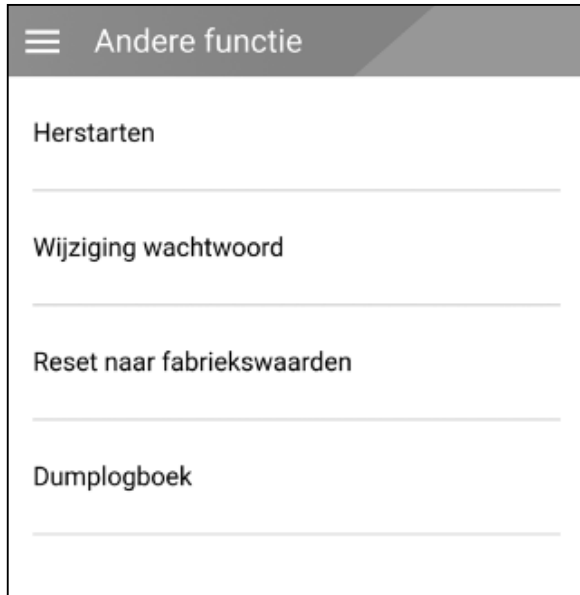 Andere functie
Herstarten
Wijziging wachtwoord
Reset naar fabriekswaarden
Dumplogboek